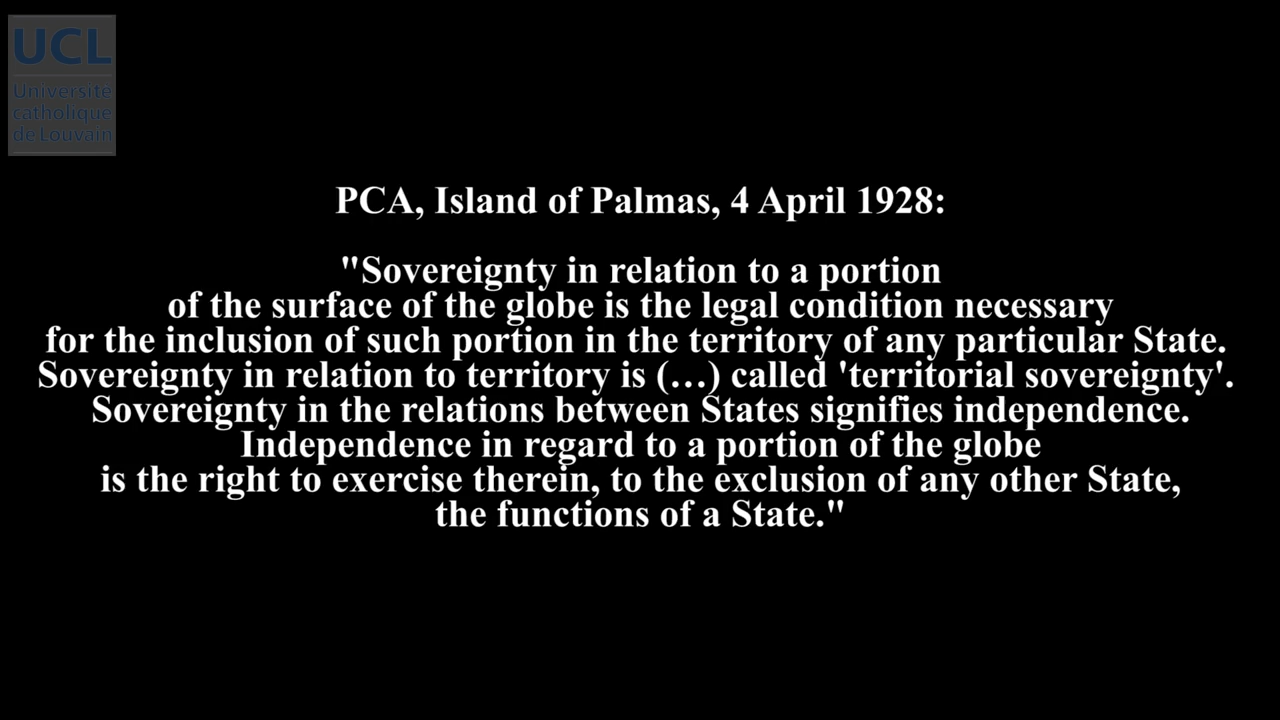 UCL
Université
catholique
de Louvain
PCA, Island of Palmas, 4 April 1928:
"Sovereignty in relation to a portion
of the surface of the globe is the legal condition necessary
for the inclusion of such portion in the territory of any particular State.
Sovereignty in relation to territory is (…) called 'territorial sovereignty'.
Sovereignty in the relations between States signifies independence.
Independence in regard to a portion of the globe
is the right to exercise therein, to the exclusion of any other State,
the functions of a State."